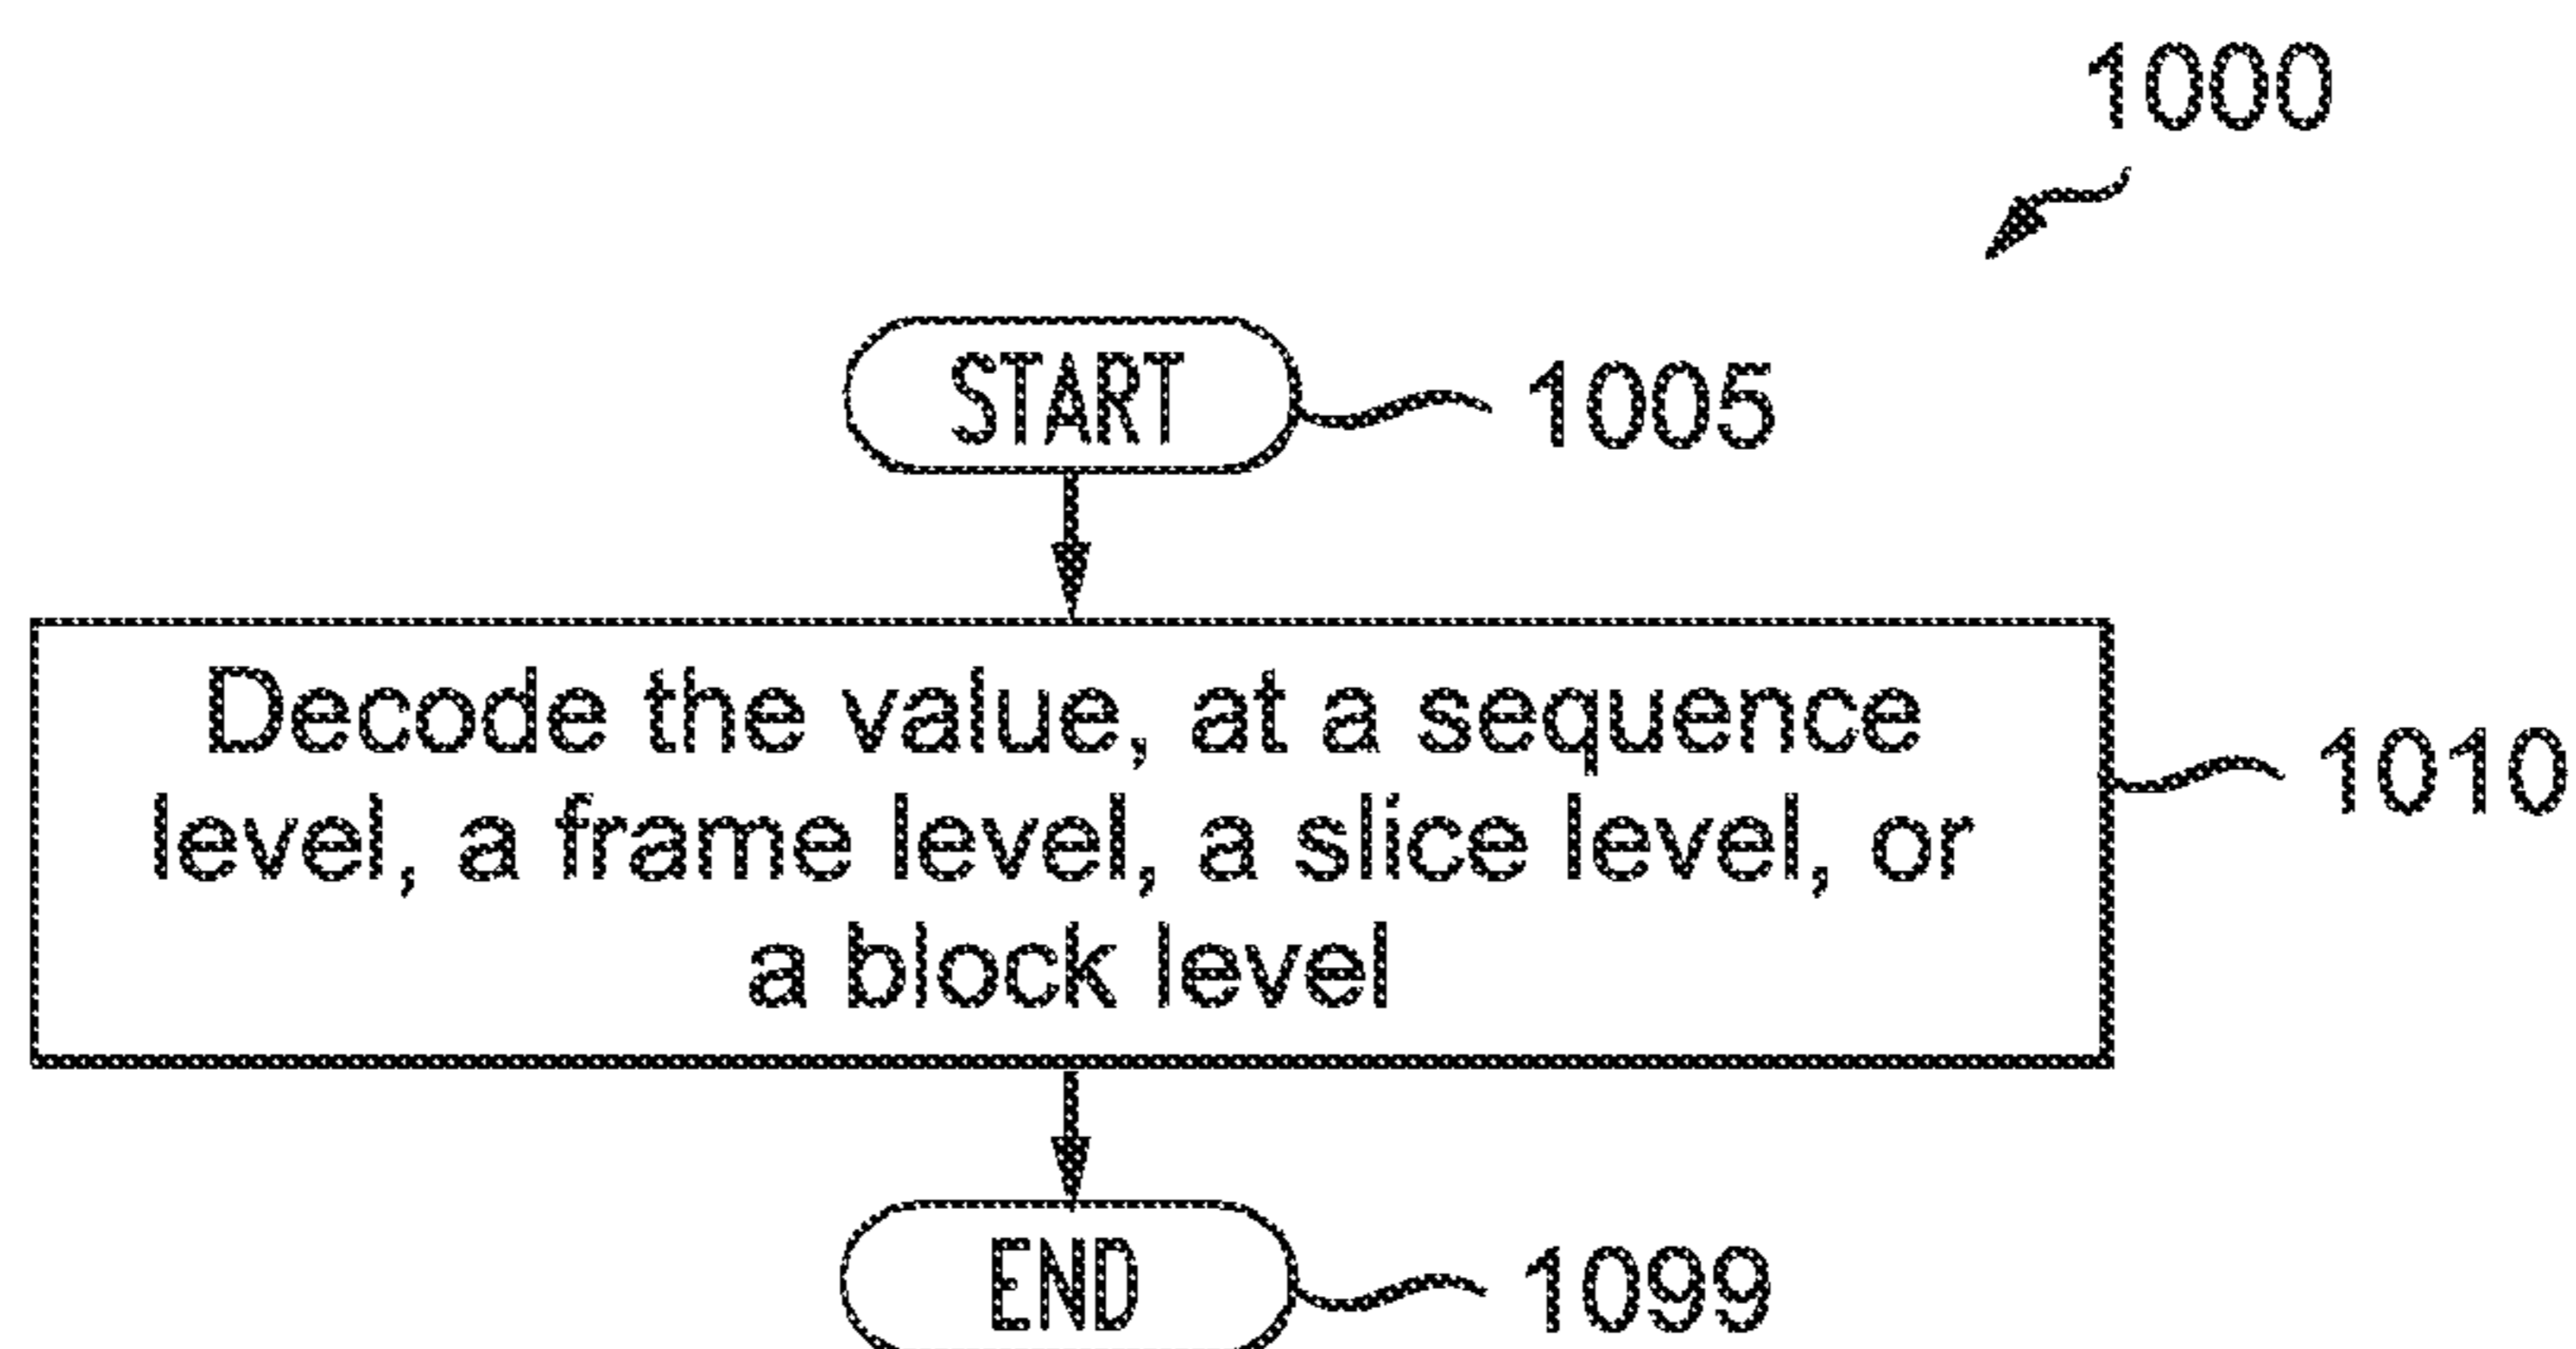 1000
START
1005
Decode the value, at a sequence
level, a frame level, a slice level, or
a block level
1010
END
1099